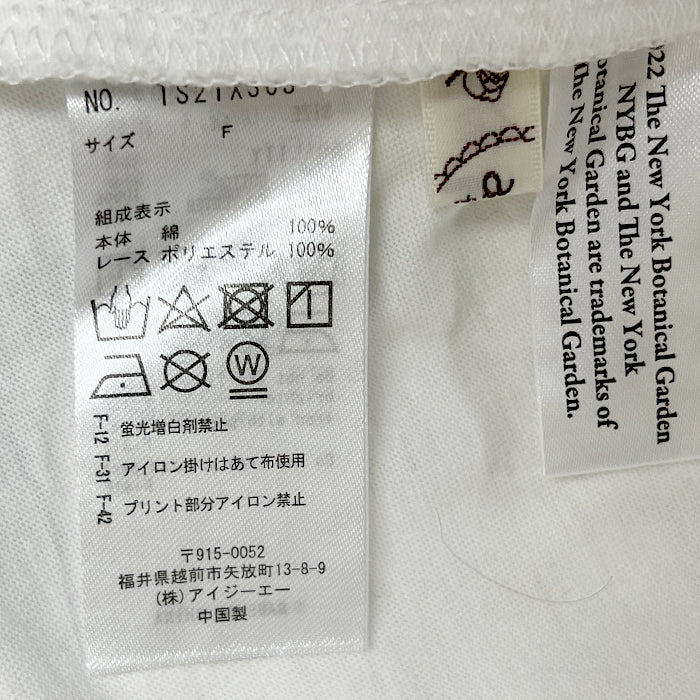 NO.
サイズ F
組成表示
本体 綿 100%
レース ポリエステル 100%
W
F-12 蛍光増白剤禁止
F-31 アイロン掛けはあて布使用
F-42 プリント部分アイロン禁止
〒915-0052
福井県越前市矢放町13-8-9
(株)アイジーエー
中国製
022 The New York Botanical Garden
NYBG and The New York
otanical Garden are trademarks of
The New York Botanical Garden.